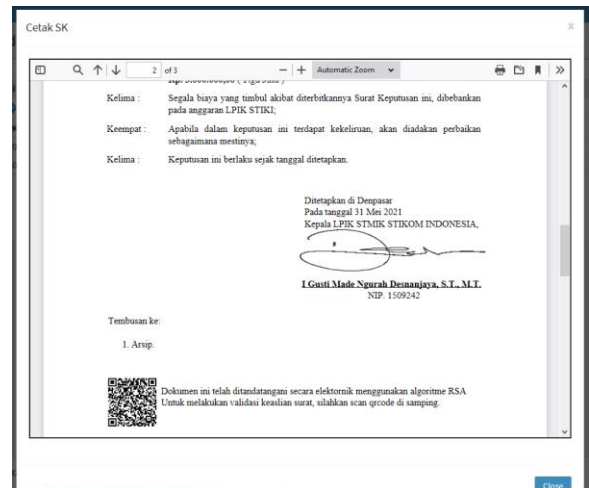 Cetak SK
x
2 of 3
Automatic Zoom
Kelima : Segala biaya yang timbul akibat diterbitkannya Surat Keputusan ini, dibebankan
pada anggaran LPIK STIKI;
Keempat : Apabila dalam keputusan ini terdapat kekeliruan, akan diadakan perbaikan
sebagaimana mestinya;
Kelima : Keputusan ini berlaku sejak tanggal ditetapkan.
Ditetapkan di Denpasar
Pada tanggal 31 Mei 2021
Kepala LPIK STMIK STIKOM INDONESIA,
I Gusti Made Ngurah Desnanjaya, S.T., M.T.
NIP. 1509242
Tembusan ke:
1. Arsip.
Dokumen ini telah ditandatangani secara elektornik menggunakan algoritme RSA
Untuk melakukan validasi keaslian surat, silahkan scan qrcode di samping.
Close